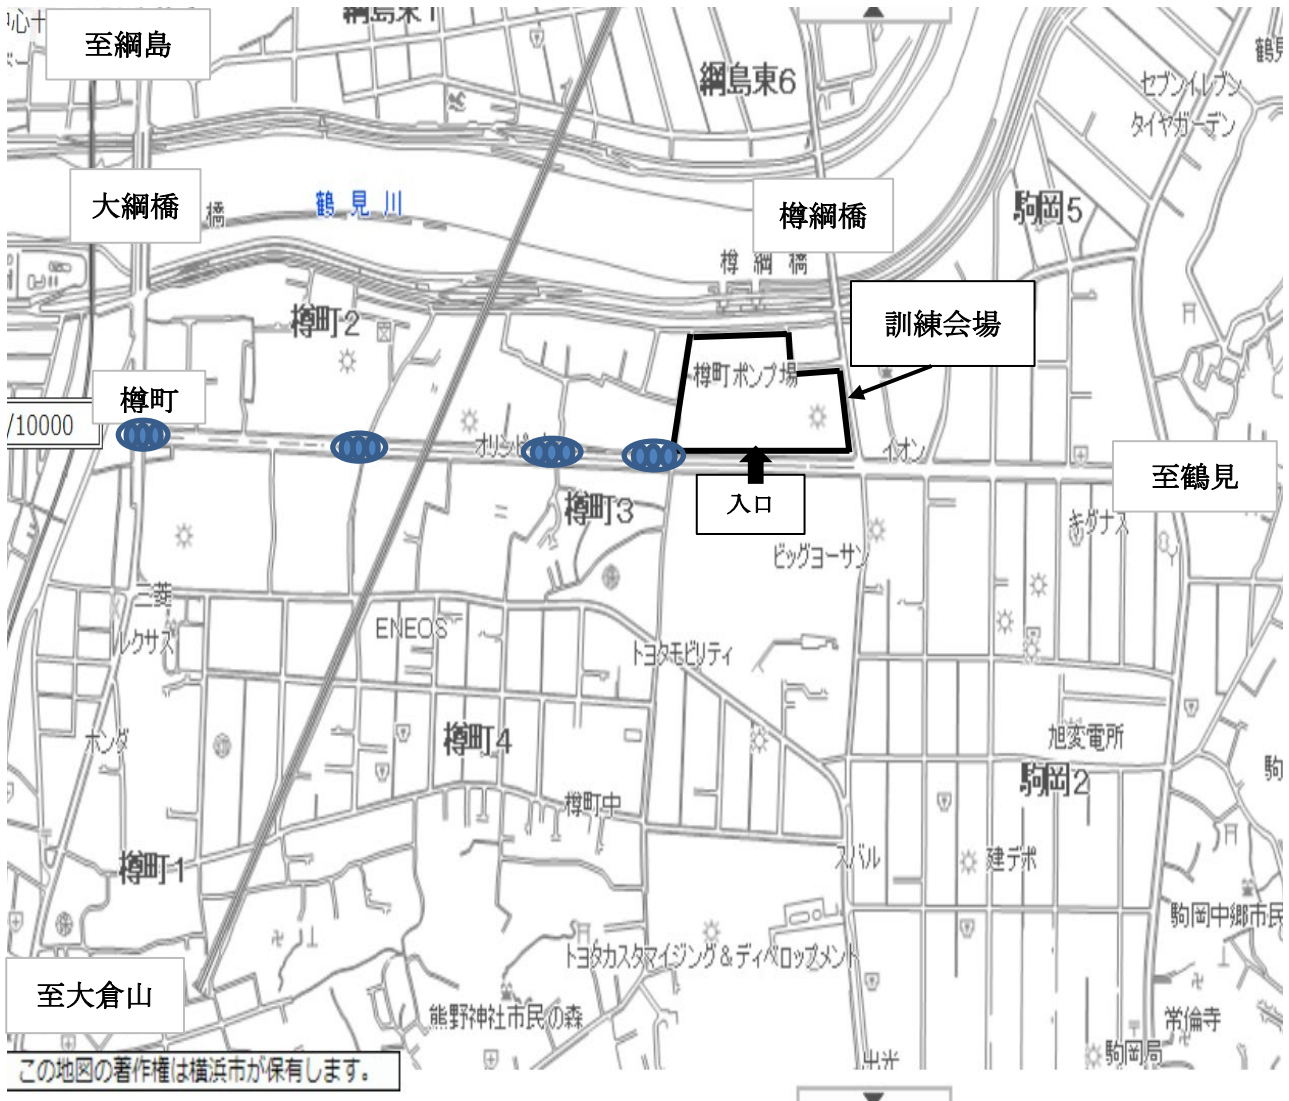 至綱島
綱島東1
綱島東6
セブンイレブン
タイヤガーデン
大綱橋
橋
鶴見川
樽綱橋
駒岡5
樽綱橋
樽町2
訓練会場
樽町ポンプ場
樽町
/10000
イオン
至鶴見
入口
樽町3
キグナス
ビッグヨーサン
三菱
レクサス
ENEOS
トヨタモビリティ
ホンダ
樽町4
旭変電所
駒岡2
樽町中
樽町1
スバル
建デポ
駒岡中郷市民
トヨタカスタマイジング&ディベロップメント
至大倉山
熊野神社市民の森
常倫寺
出光
駒岡局
この地図の著作権は横浜市が保有します。